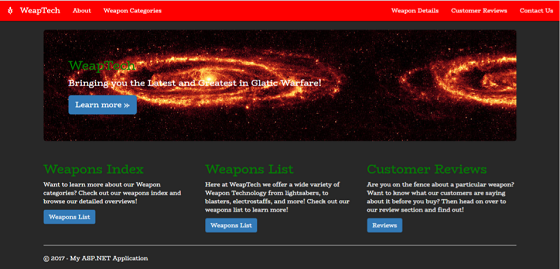 WeapTech About Weapon Categories Weapon Details Customer Reviews Contact Us
WeapTech
Bringing you the Latest and Greatest in Glatic Warfare!
Learn more »
Weapons Index
Want to learn more about our Weapon
catagories? Check out our weapons index and
browse our detailed overviews!
Weapons List
Weapons List
Here at WeapTech we offer a wide variety of
Weapon Technology from lightsabers, to
blasters, electrostaffs, and more! Check out our
weapons list to learn more!
Weapons List
Customer Reviews
Are you on the fence about a particular weapon?
Want to know what our customers are saying
about it before you buy? Then head on over to
our review section and find out!
Reviews
© 2017 - My ASP.NET Application